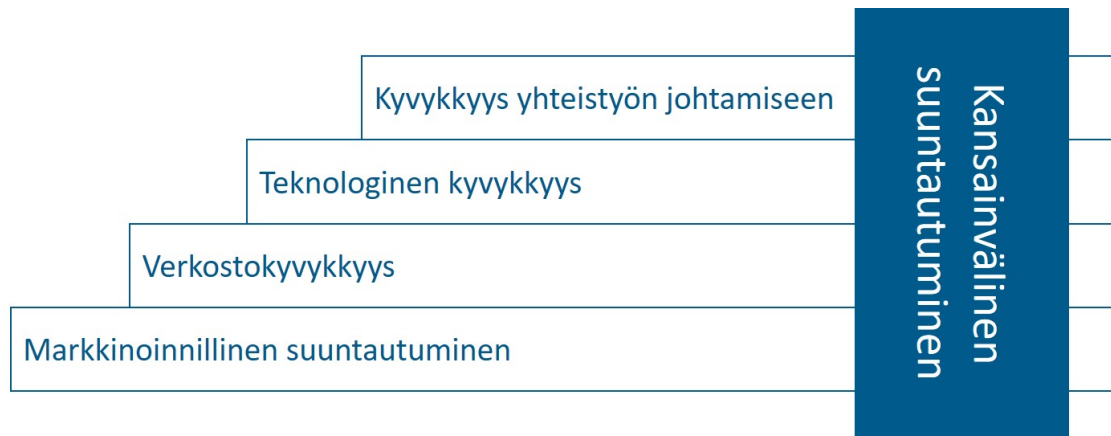 Kyvykkyys yhteistyön johtamiseen
Teknologinen kyvykkyys
Verkostokyvykkyys
Markkinoinnillinen suuntautuminen
Kansainvälinen
suuntautuminen